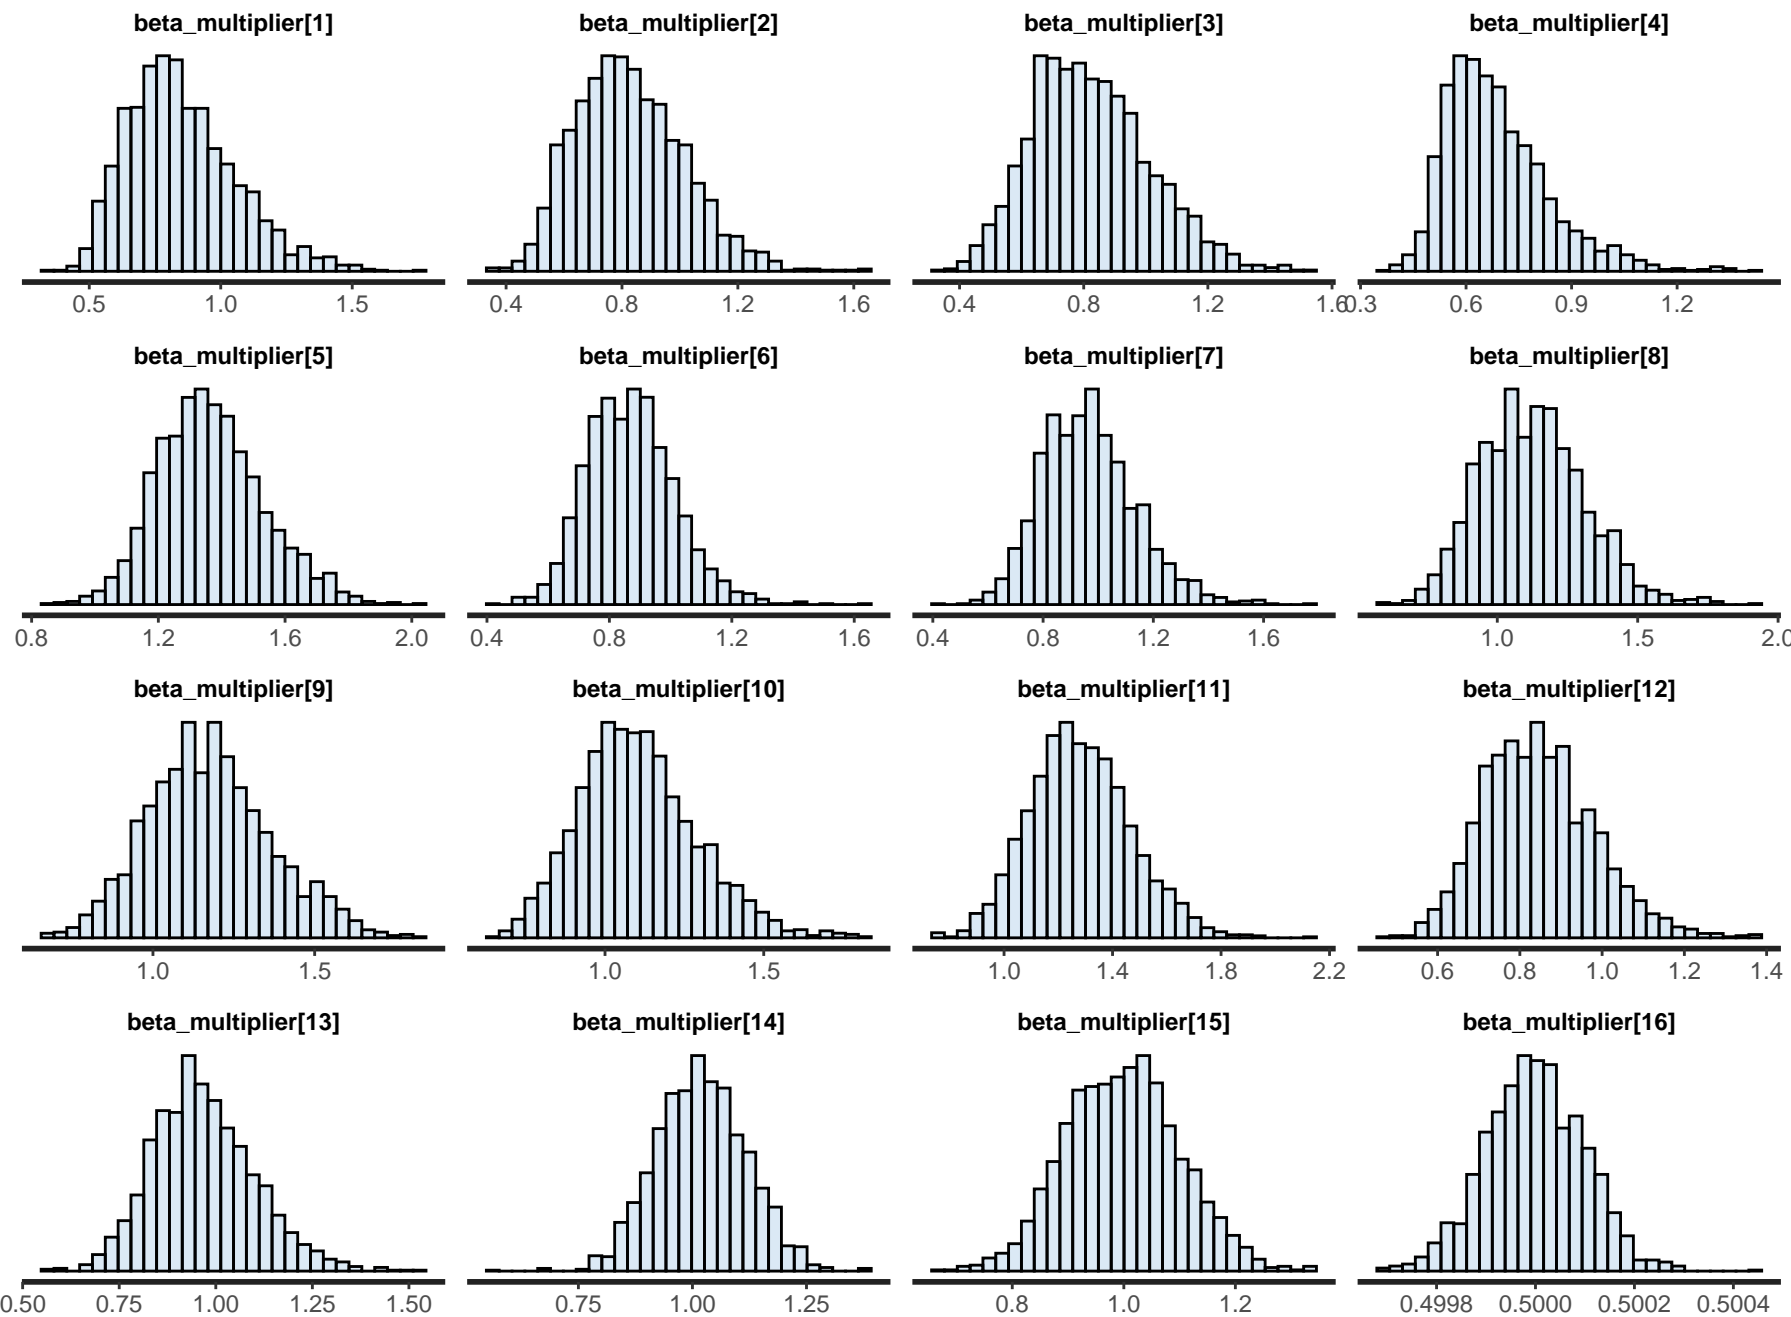 beta_multiplier[1] beta_multiplier[2] beta_multiplier[3] beta_multiplier[4]
0.5 1.0 1.5 0.4 0.8 1.2 1.6 0.4 0.8 1.2 1.6 0.3 0.6 0.9 1.2
beta_multiplier[5] beta_multiplier[6] beta_multiplier[7] beta_multiplier[8]
0.8 1.2 1.6 2.0 0.4 0.8 1.2 1.6 0.4 0.8 1.2 1.6 1.0 1.5 2.0
beta_multiplier[9] beta_multiplier[10] beta_multiplier[11] beta_multiplier[12]
1.0 1.5 1.0 1.5 1.0 1.4 1.8 2.2 0.6 0.8 1.0 1.2 1.4
beta_multiplier[13] beta_multiplier[14] beta_multiplier[15] beta_multiplier[16]
0.50 0.75 1.00 1.25 1.50 0.75 1.00 1.25 0.8 1.0 1.2 0.4998 0.5000 0.5002 0.5004